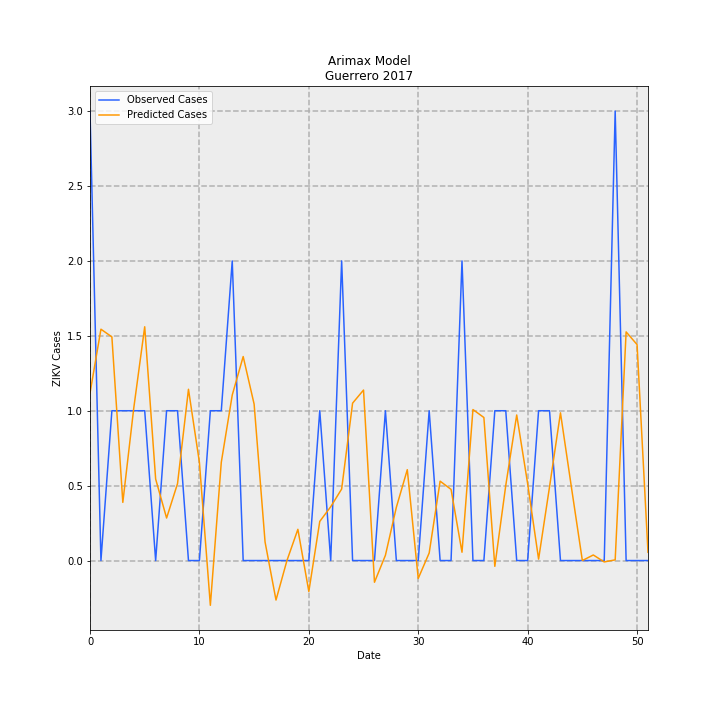 Arimax Model
Guerrero 2017
Observed Cases
Predicted Cases
3.0
2.5
2.0
1.5
1.0
0.5
0.0
ZIKV Cases
0
10
20
30
40
50
Date